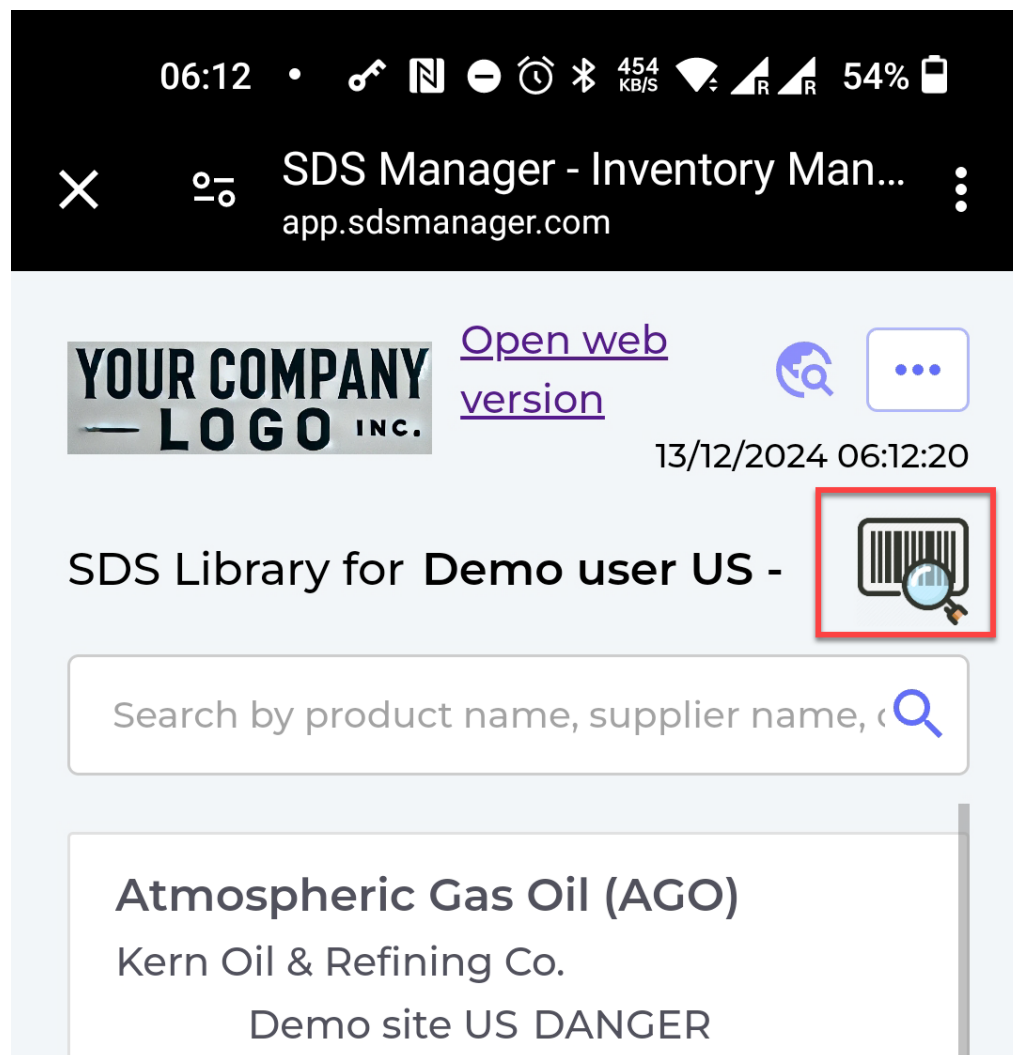 06:12 • 454 KB/S R R 54%
SDS Manager - Inventory Man...
app.sdsmanager.com
YOUR COMPANY
LOGO INC.
Open web
version
13/12/2024 06:12:20
SDS Library for Demo user US -
Search by product name, supplier name, c
Atmospheric Gas Oil (AGO)
Kern Oil & Refining Co.
Demo site US DANGER